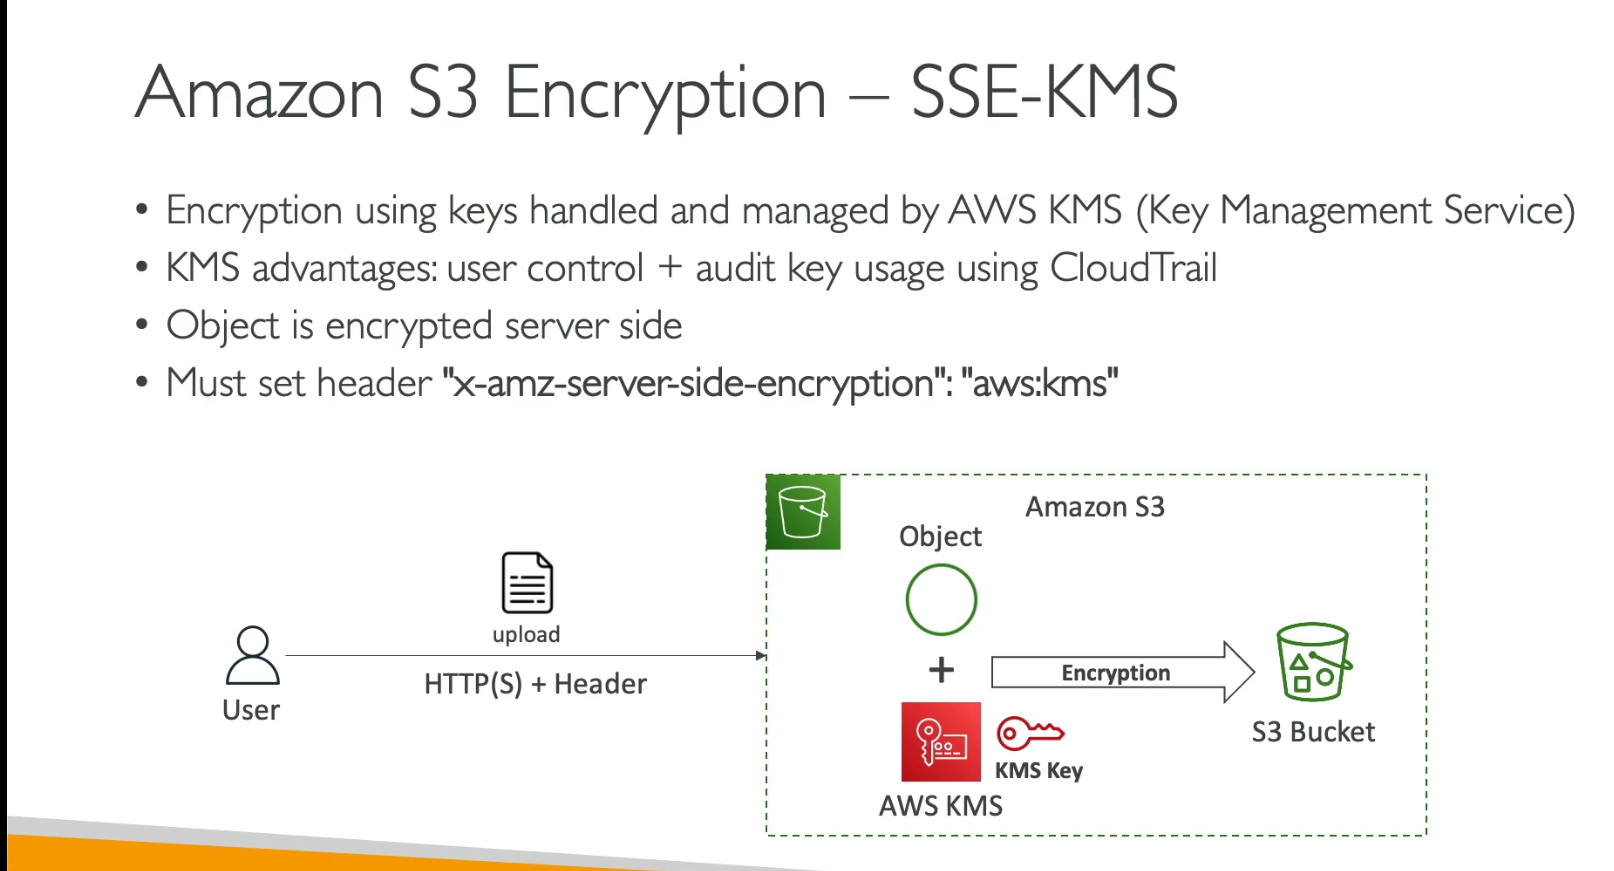 Amazon S3 Encryption – SSE-KMS
• Encryption using keys handled and managed by AWS KMS (Key Management Service)
• KMS advantages: user control + audit key usage using CloudTrail
• Object is encrypted server side
• Must set header "x-amz-server-side-encryption": "aws:kms"
Amazon S3
Object
upload
HTTP(S) + Header
User
+
Encryption
S3 Bucket
KMS Key
AWS KMS